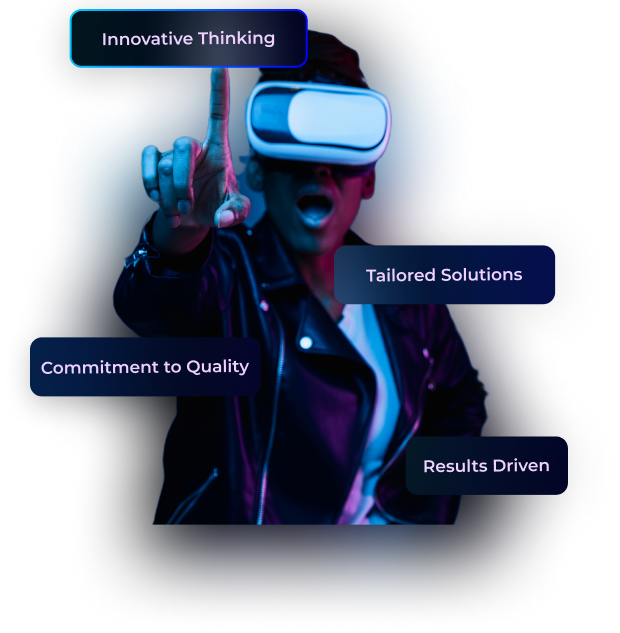 Innovative Thinking
Tailored Solutions
Commitment to Quality
Results Driven